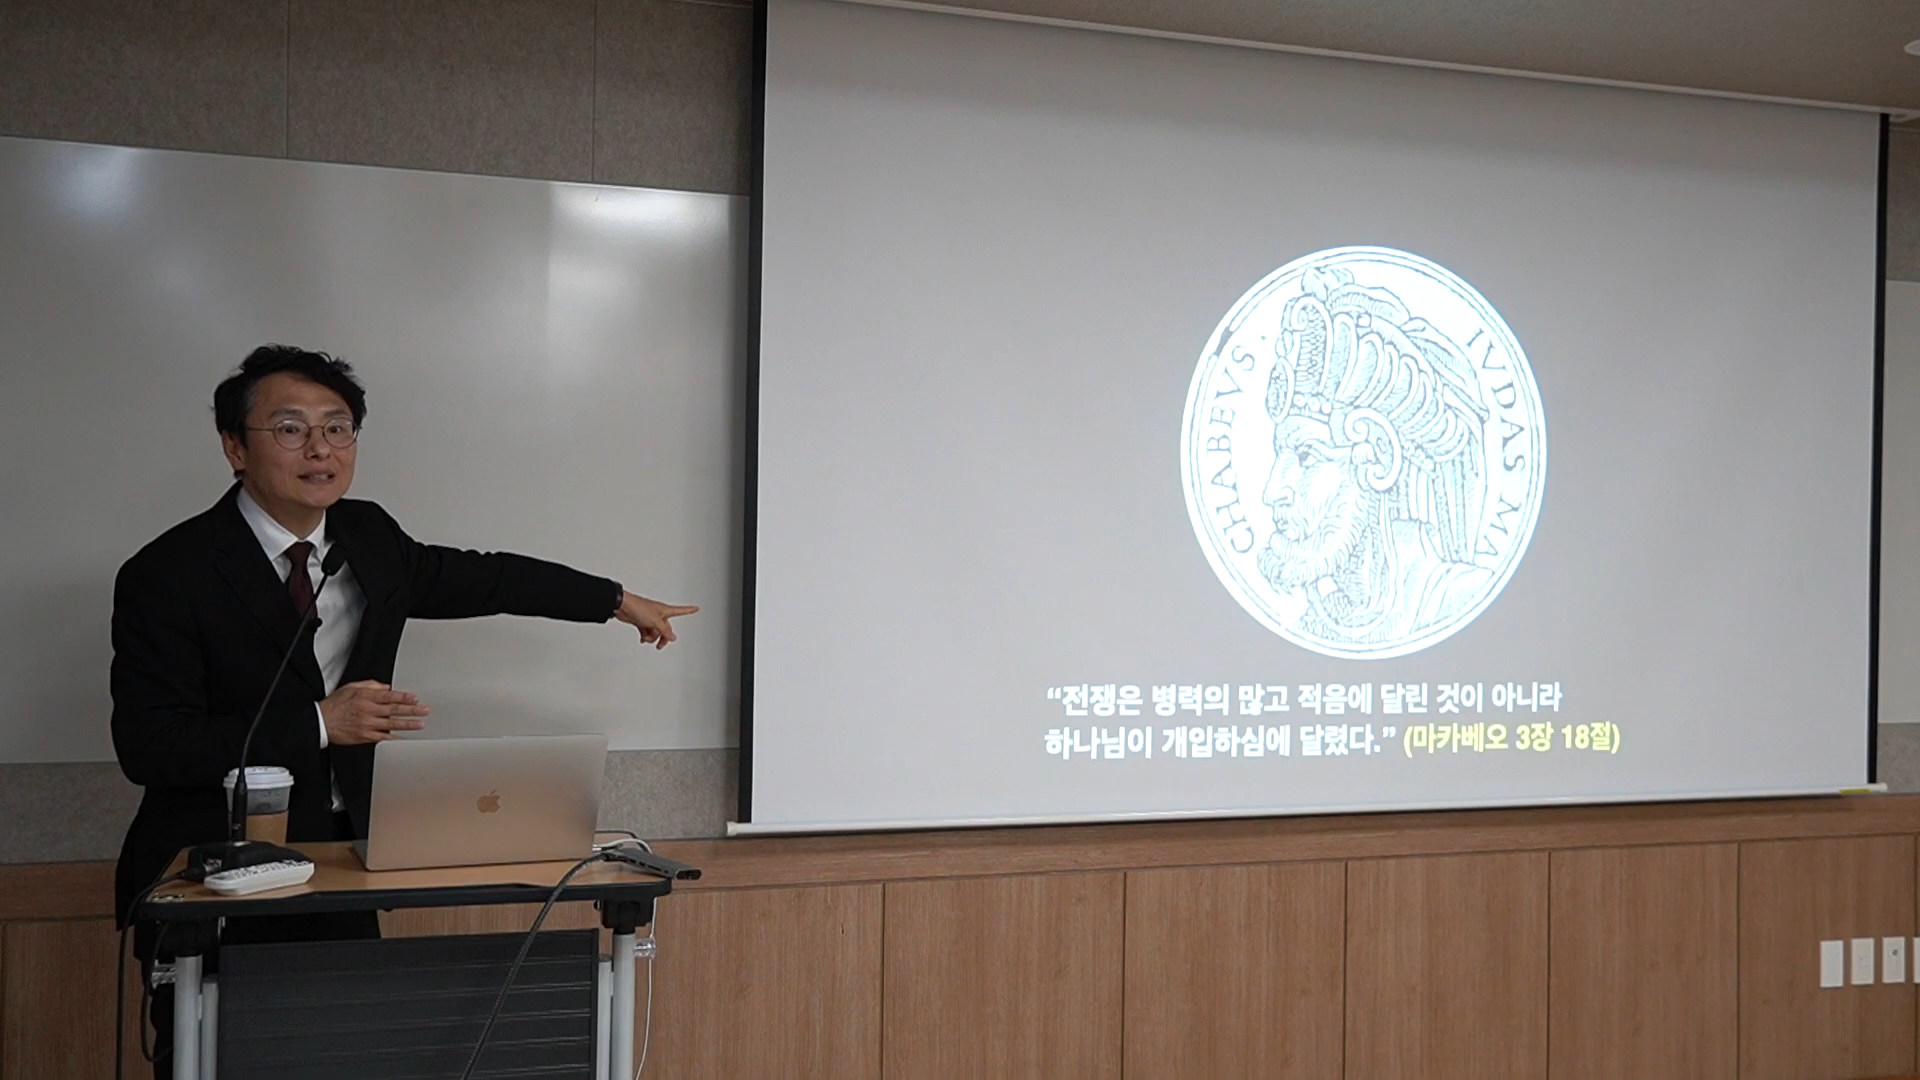 IVDAS MA
CHABEVS
“전쟁은 병력의 많고 적음에 달린 것이 아니라
하나님이 개입하심에 달렸다.” (마카베오 3장 18절)